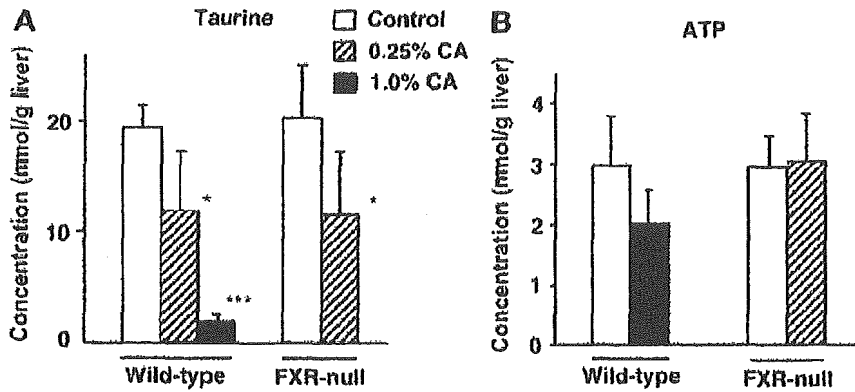 A
Taurine
Control
0.25% CA
1.0% CA
Concentration (mmol/g liver)
20
10
0
*
***
*
Wild-type
FXR-null
B
ATP
Concentration (mmol/g liver)
4
3
2
1
0
Wild-type
FXR-null